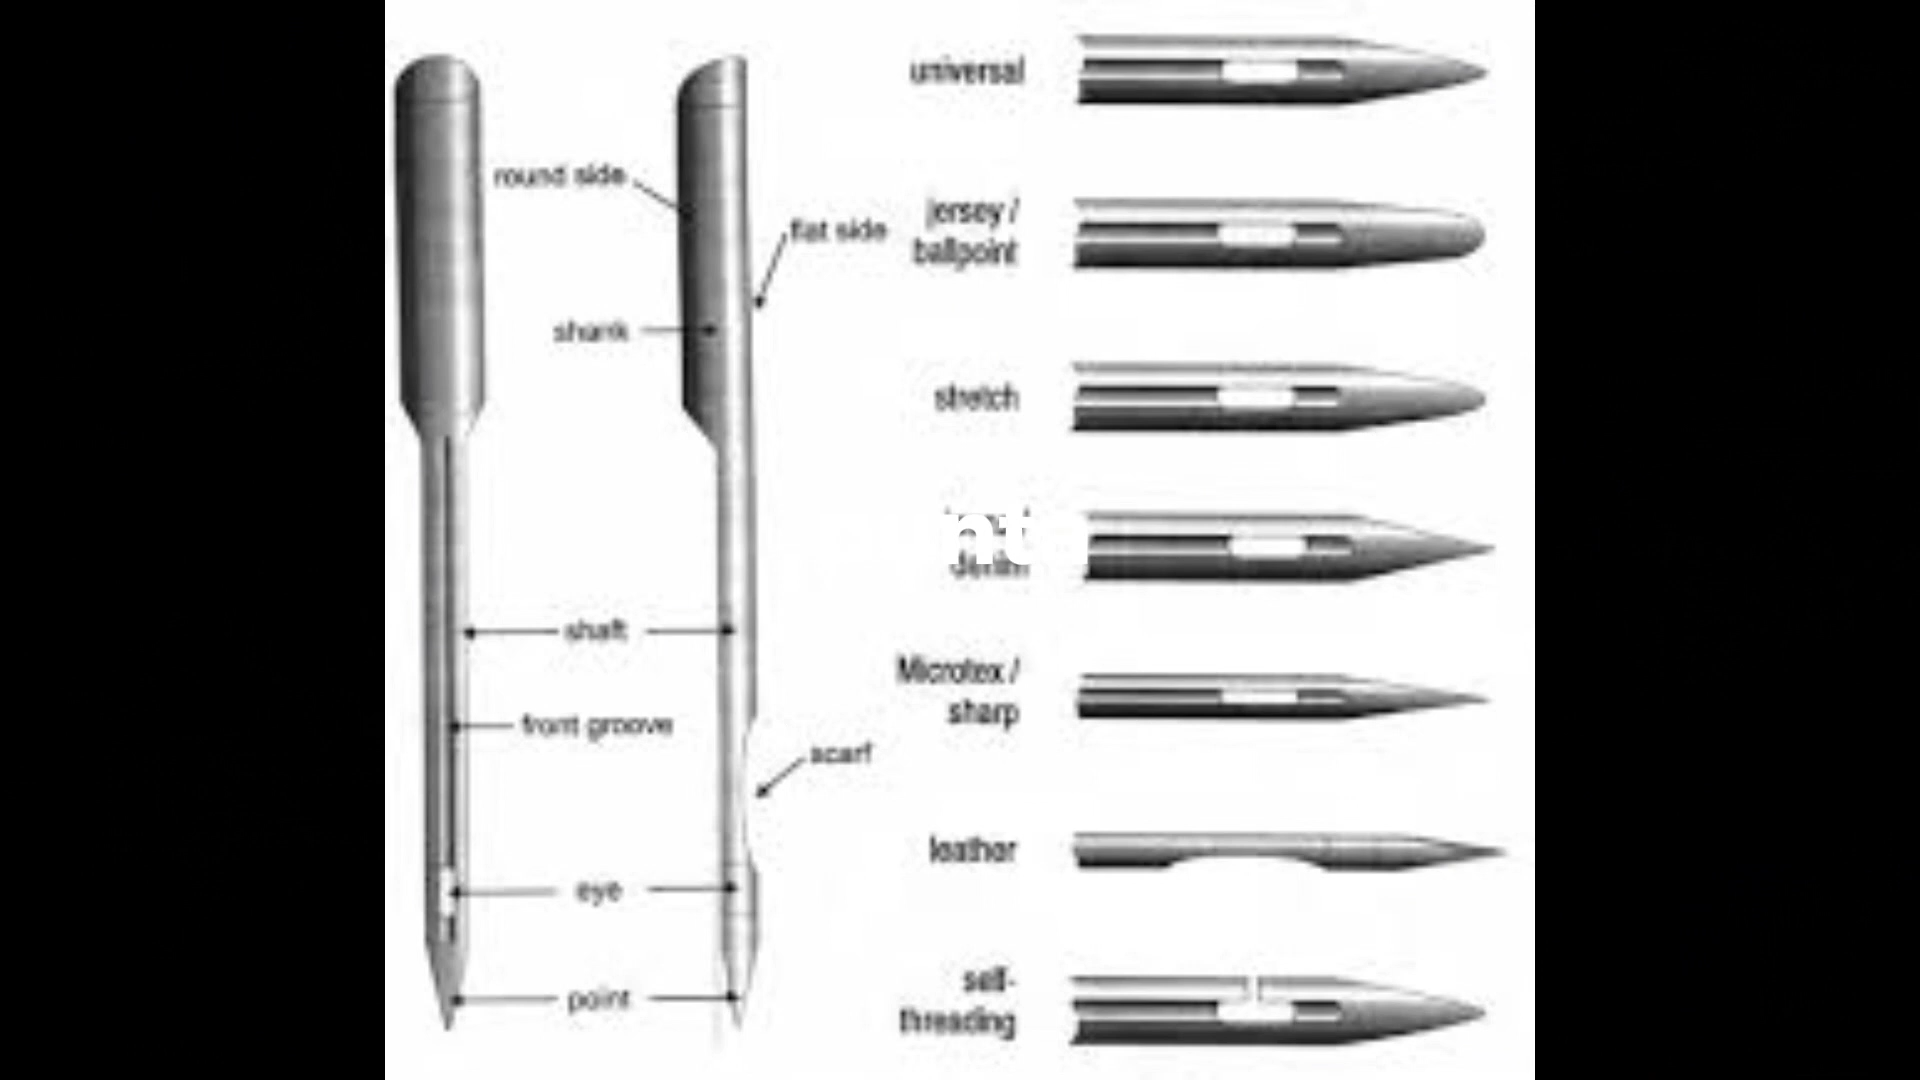 round side
flat side
shank
shaft
front groove
scarf
eye
point
universal
jersey /
ballpoint
stretch
denim
Microtex /
sharp
leather
self-
threading